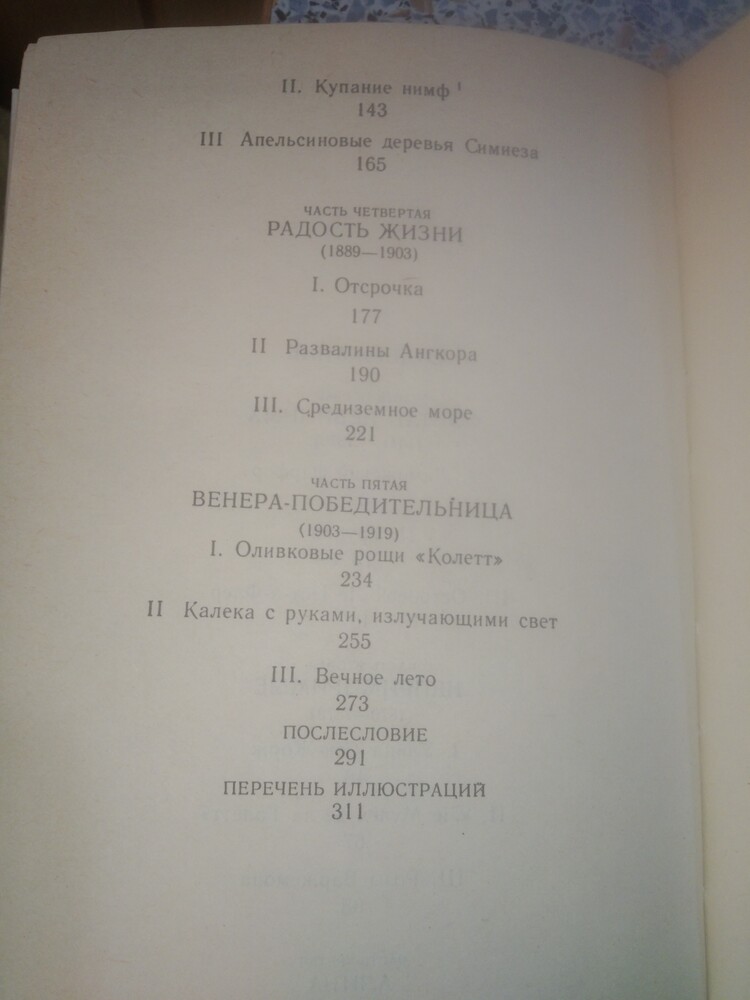 II. Купание нимф
143
III Апельсиновые деревья Симиеза
165
ЧАСТЬ ЧЕТВЕРТАЯ
РАДОСТЬ ЖИЗНИ
(1889—1903)
I. Отсрочка
177
II Развалины Ангкора
190
III. Средиземное море
221
ЧАСТЬ ПЯТАЯ
ВЕНЕРА-ПОБЕДИТЕЛЬНИЦА
(1903—1919)
I. Оливковые рощи «Колетт»
234
II Калека с руками, излучающими свет
255
III. Вечное лето
273
ПОСЛЕСЛОВИЕ
291
ПЕРЕЧЕНЬ ИЛЛЮСТРАЦИЙ
311